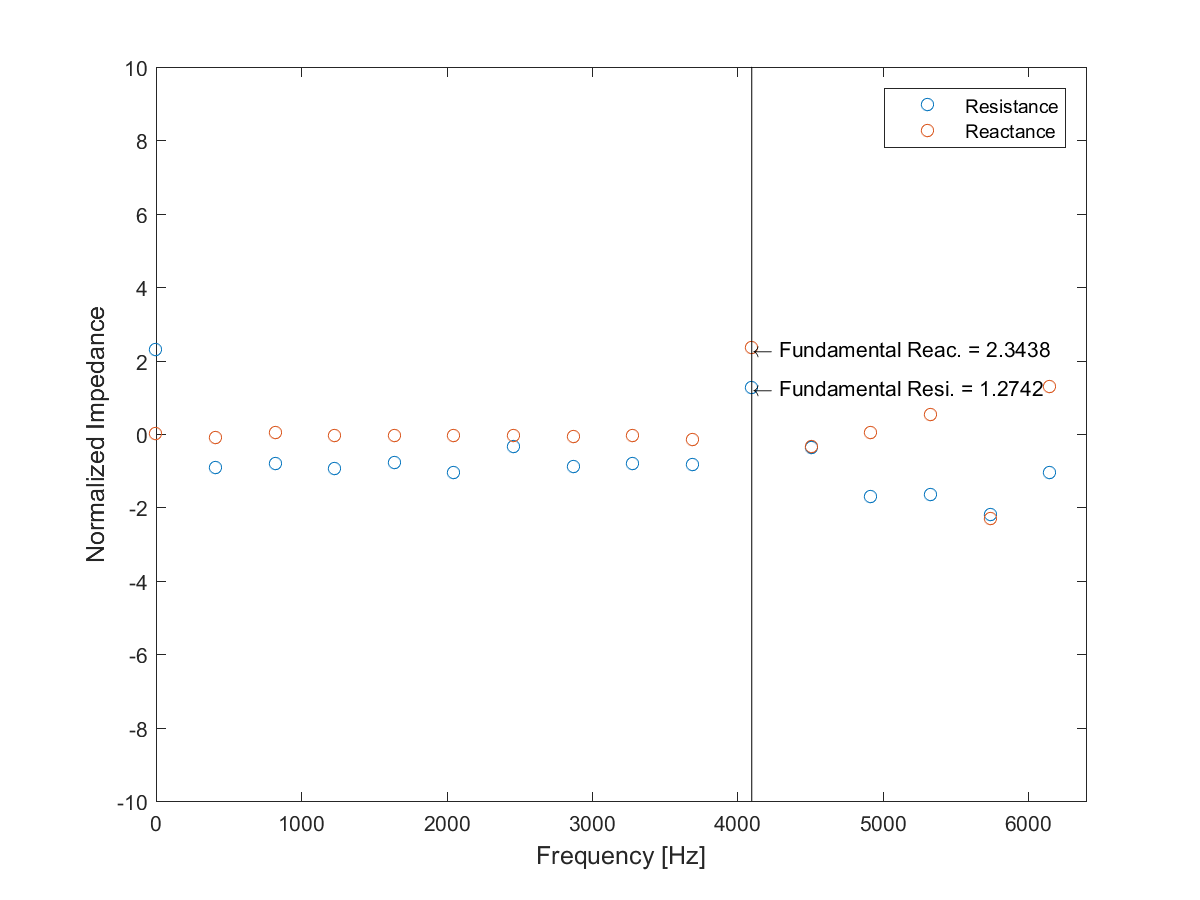 10
8
6
4
2
0
-2
-4
-6
-8
-10
Normalized Impedance
Resistance
Reactance
← Fundamental Reac. = 2.3438
← Fundamental Resi. = 1.2742
0 1000 2000 3000 4000 5000 6000
Frequency [Hz]